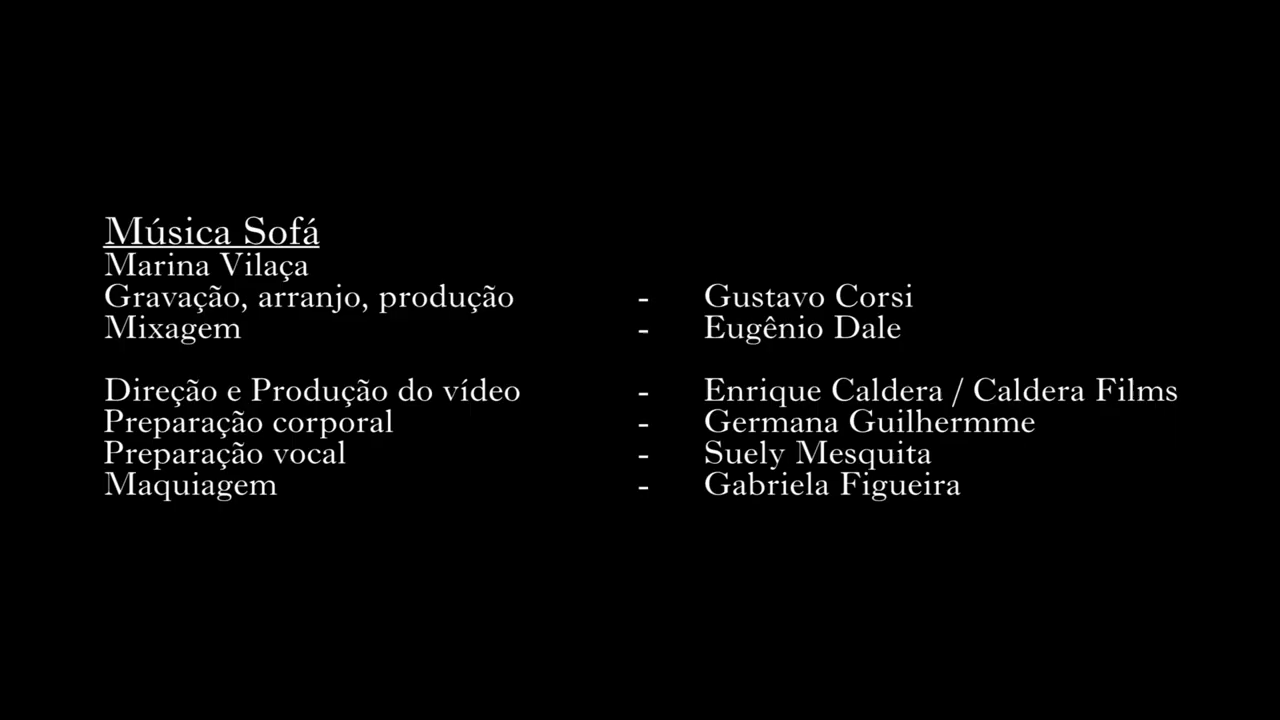 Música Sofá
Marina Vilaça
Gravação, arranjo, produção - Gustavo Corsi
Mixagem - Eugênio Dale
Direção e Produção do vídeo - Enrique Caldera / Caldera Films
Preparação corporal - Germana Guilhermme
Preparação vocal - Suely Mesquita
Maquiagem - Gabriela Figueira